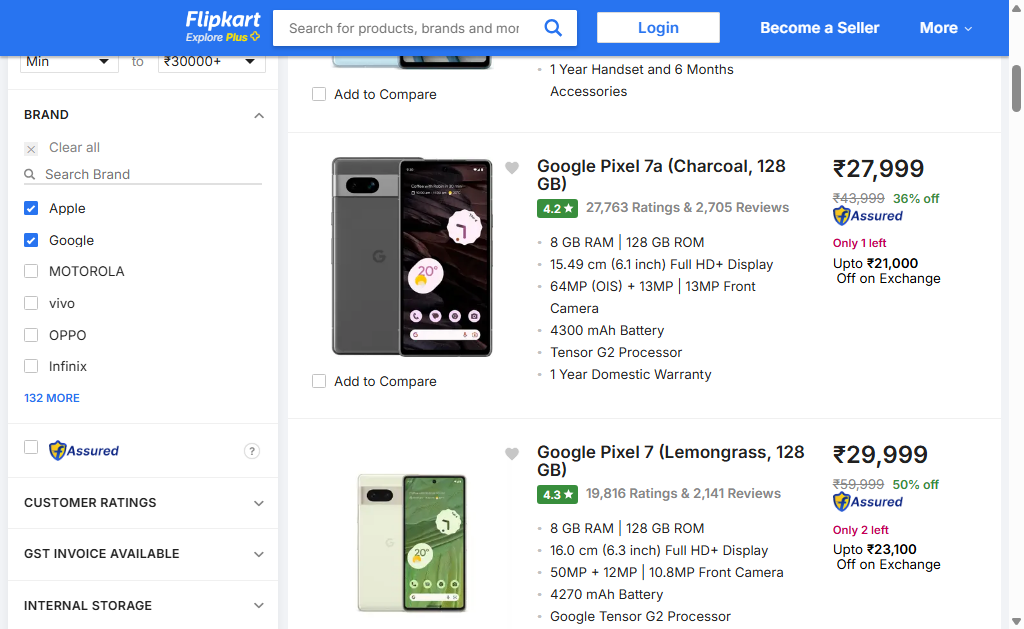 Flipkart
Explore Plus
Search for products, brands and mor
Login
Become a Seller
More
Min
to
₹30000+
BRAND
Clear all
Search Brand
Apple
Google
MOTOROLA
vivo
OPPO
Infinix
132 MORE
Assured
?
CUSTOMER RATINGS
GST INVOICE AVAILABLE
INTERNAL STORAGE
1 Year Handset and 6 Months
Accessories
Add to Compare
Google Pixel 7a (Charcoal, 128
GB)
4.2 ★ 27,763 Ratings & 2,705 Reviews
8 GB RAM | 128 GB ROM
15.49 cm (6.1 inch) Full HD+ Display
64MP (OIS) + 13MP | 13MP Front
Camera
4300 mAh Battery
Tensor G2 Processor
1 Year Domestic Warranty
₹27,999
₹43,999 36% off
Assured
Only 1 left
Upto ₹21,000
Off on Exchange
20°
Add to Compare
Google Pixel 7 (Lemongrass, 128
GB)
4.3 ★ 19,816 Ratings & 2,141 Reviews
8 GB RAM | 128 GB ROM
16.0 cm (6.3 inch) Full HD+ Display
50MP + 12MP | 10.8MP Front Camera
4270 mAh Battery
Google Tensor G2 Processor
₹29,999
₹59,999 50% off
Assured
Only 2 left
Upto ₹23,100
Off on Exchange
20°